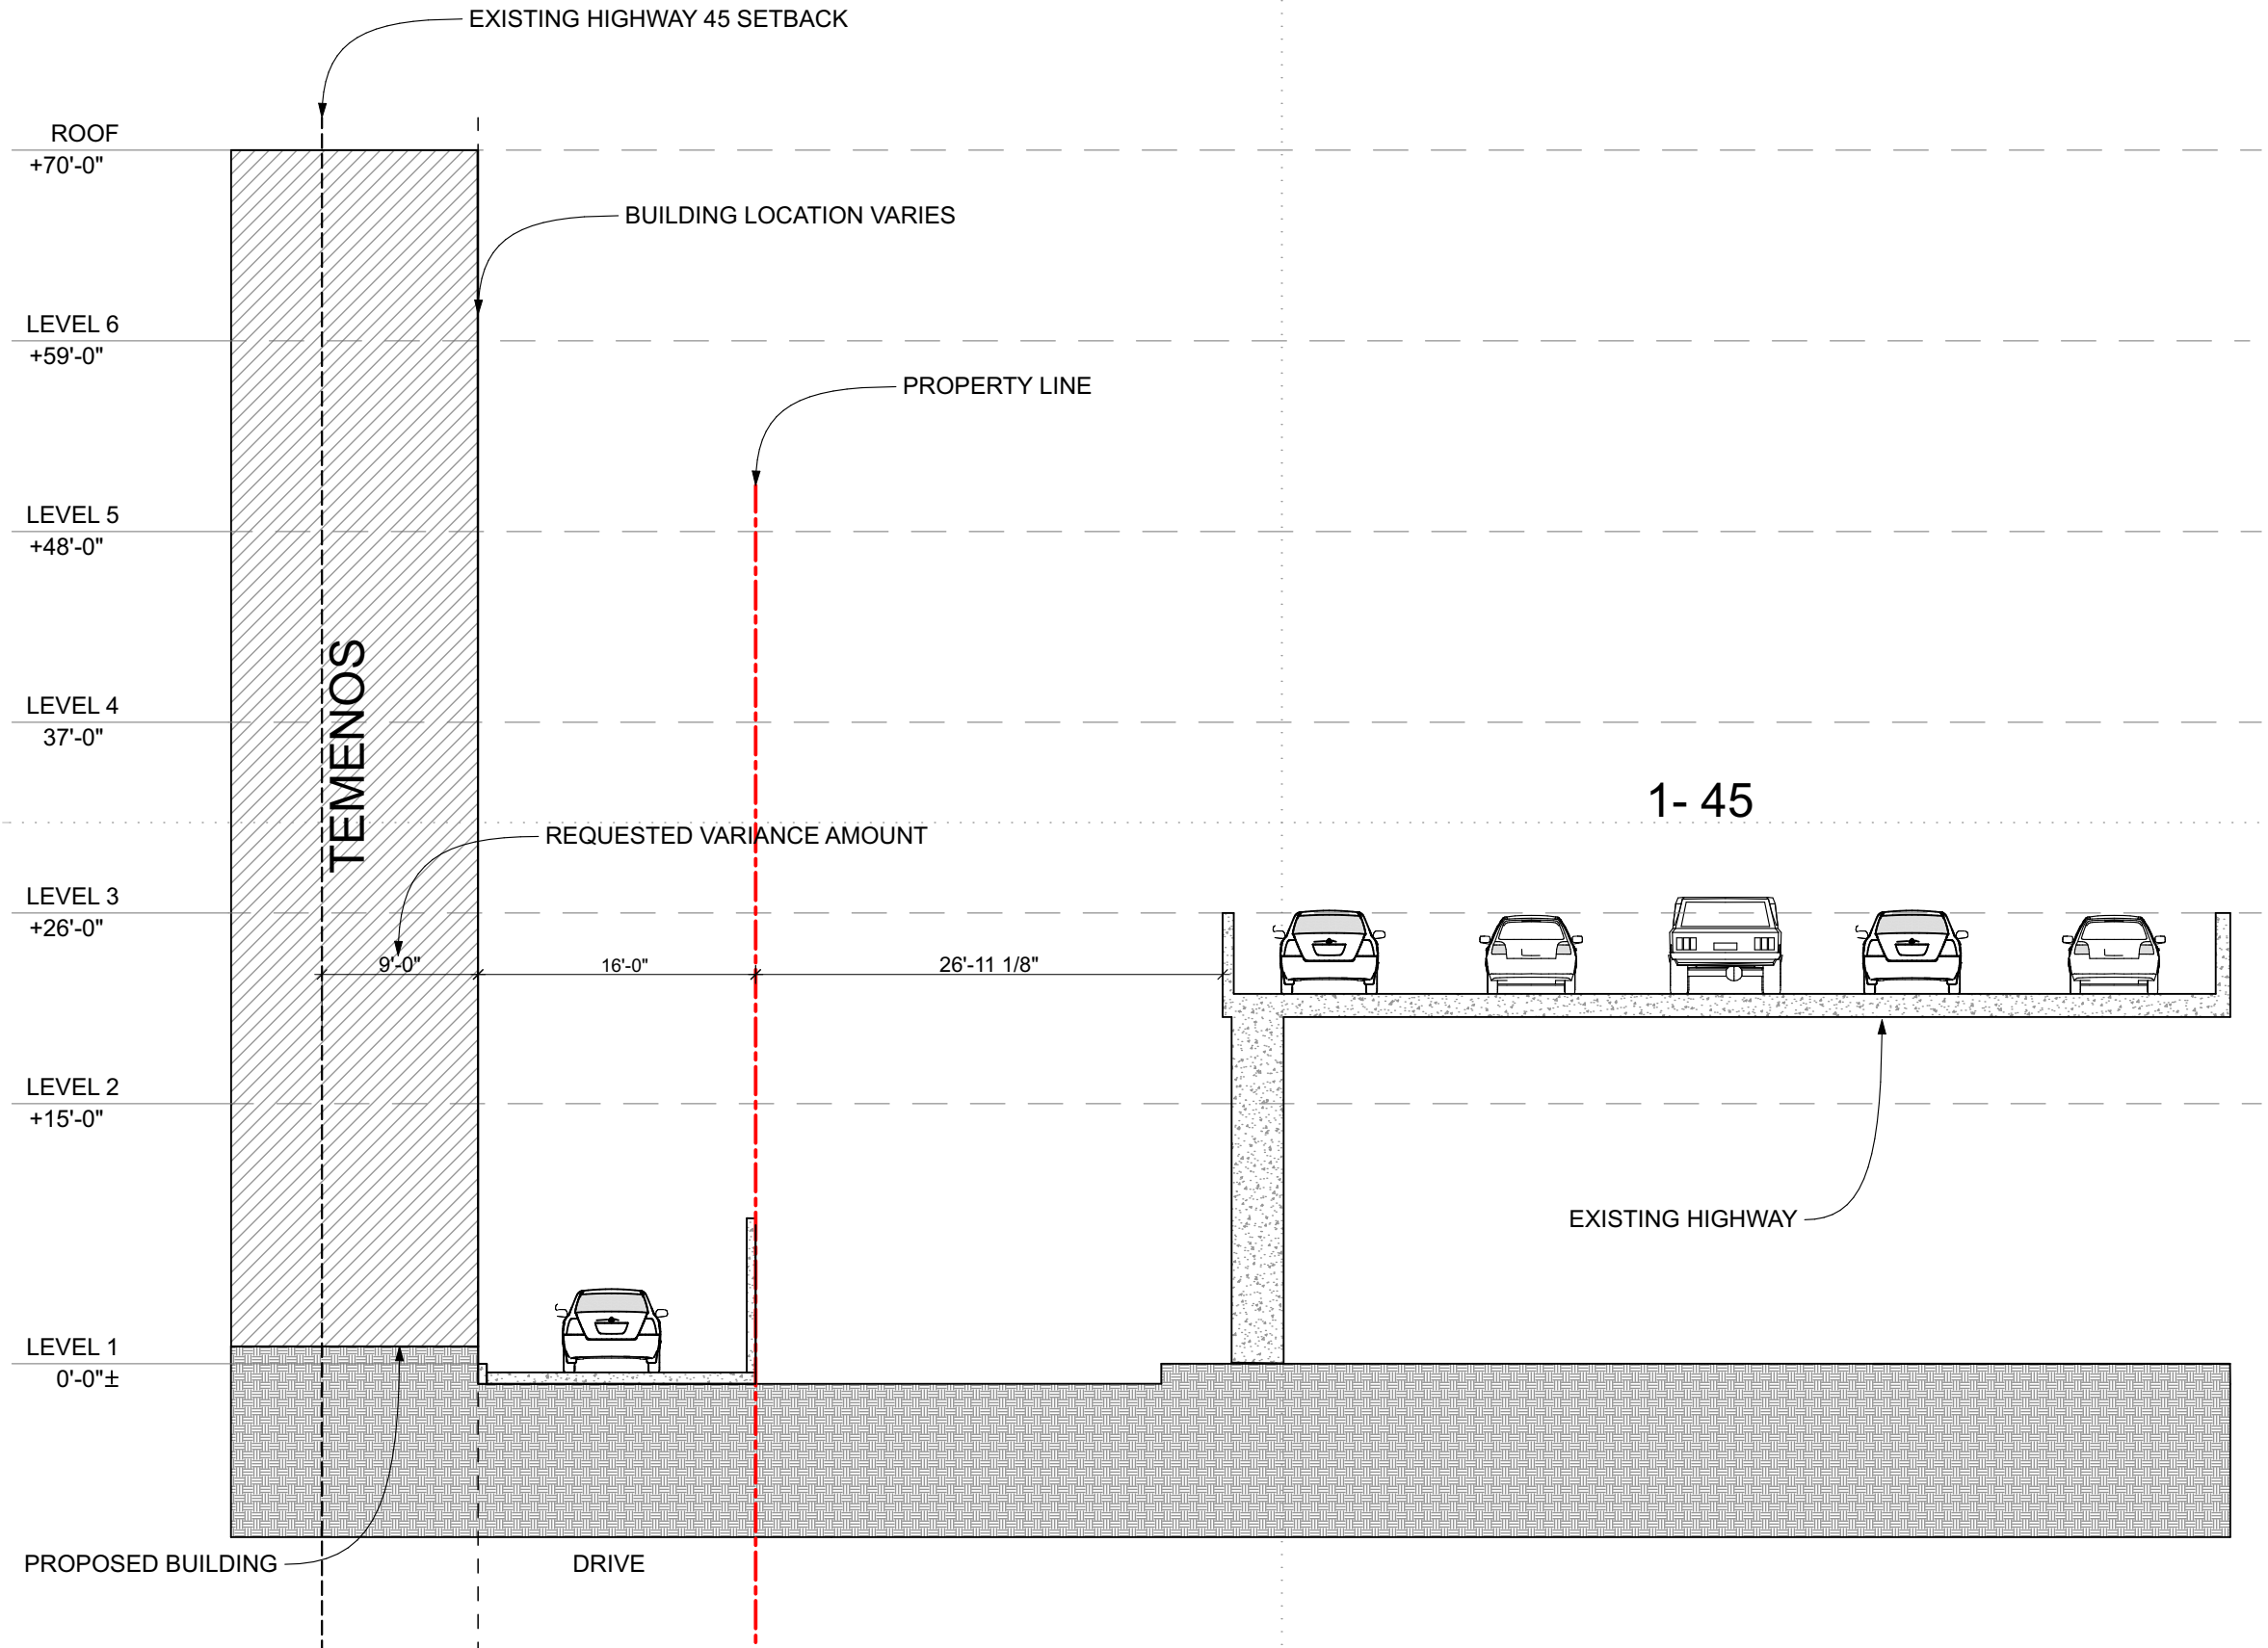 EXISTING HIGHWAY 45 SETBACK
ROOF
+70'-0"
BUILDING LOCATION VARIES
LEVEL 6
+59'-0"
PROPERTY LINE
LEVEL 5
+48'-0"
TEMENOS
LEVEL 4
37'-0"
1- 45
REQUESTED VARIANCE AMOUNT
LEVEL 3
+26'-0"
9'-0"
16'-0"
26'-11 1/8"
LEVEL 2
+15'-0"
EXISTING HIGHWAY
LEVEL 1
0'-0"±
PROPOSED BUILDING
DRIVE